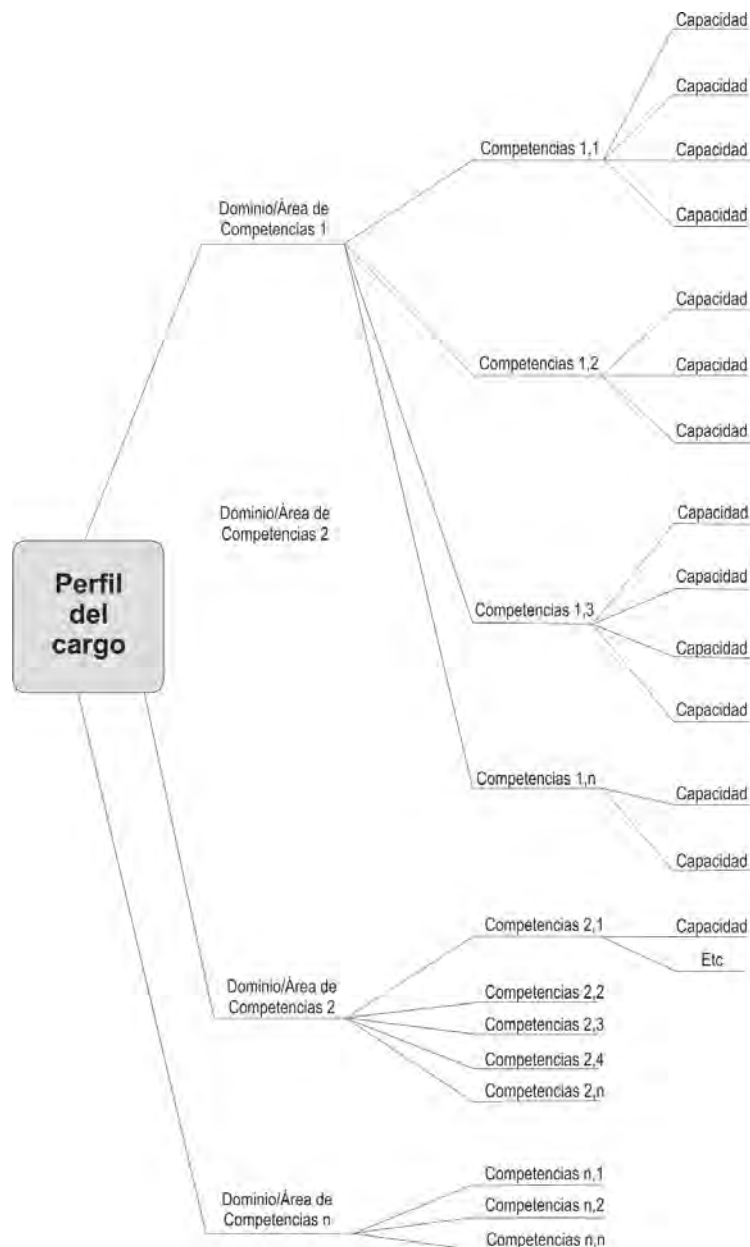 Capacidad
Capacidad
Competencias 1,1
Capacidad
Capacidad
Dominio/Área de
Competencias 1
Capacidad
Competencias 1,2
Capacidad
Capacidad
Dominio/Área de
Competencias 2
Capacidad
Perfil
del
cargo
Capacidad
Competencias 1,3
Capacidad
Capacidad
Competencias 1,n
Capacidad
Capacidad
Competencias 2,1
Capacidad
Etc
Dominio/Área de
Competencias 2
Competencias 2,2
Competencias 2,3
Competencias 2,4
Competencias 2,n
Dominio/Área de
Competencias n
Competencias n,1
Competencias n,2
Competencias n,n